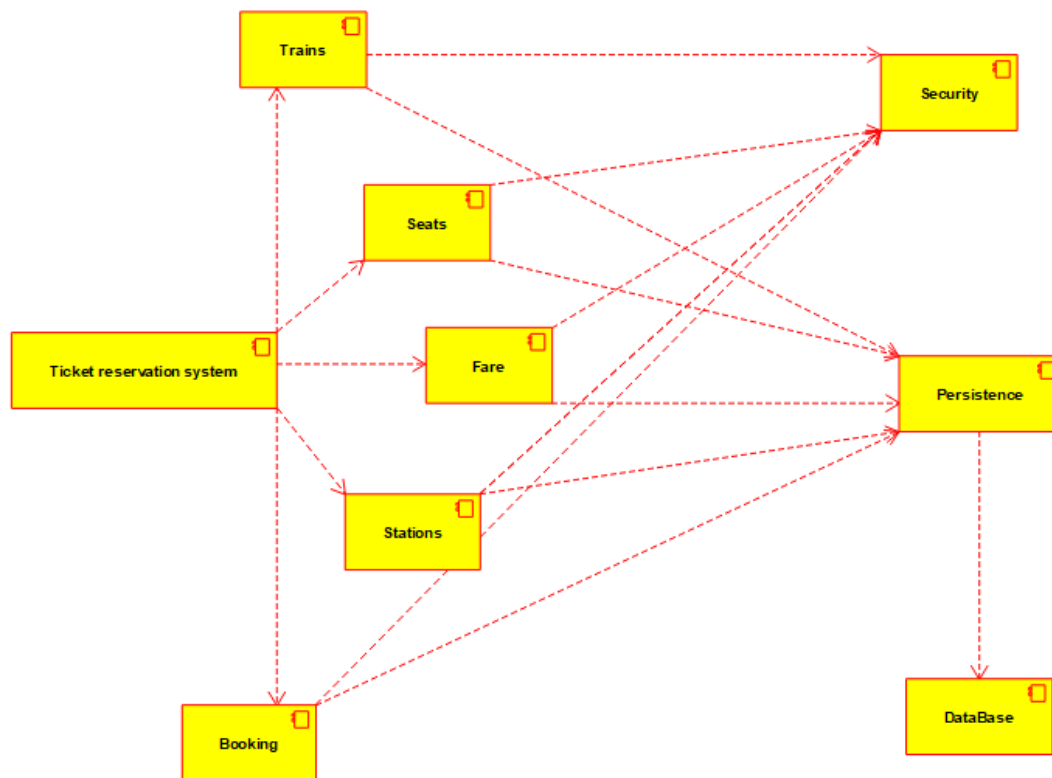 Trains
Security
Seats
Ticket reservation system
Fare
Persistence
Stations
DataBase
Booking